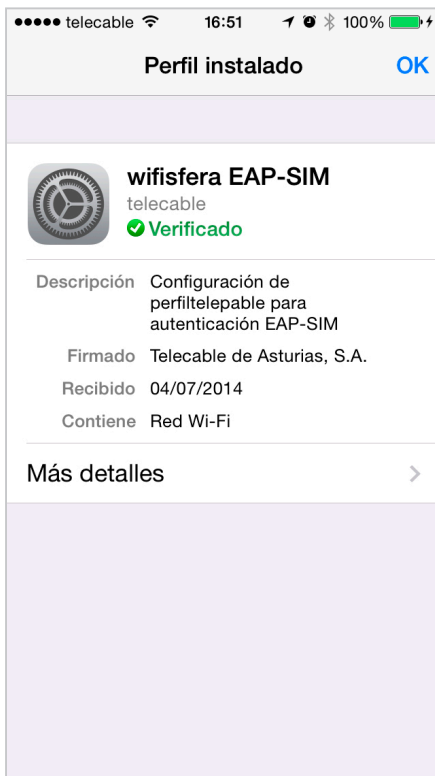 telecable 16:51 100%
Perfil instalado OK
wifisfera EAP-SIM
telecable
Verificado
Descripción Configuración de
perfiltelepable para
autenticación EAP-SIM
Firmado Telecable de Asturias, S.A.
Recibido 04/07/2014
Contiene Red Wi-Fi
Más detalles